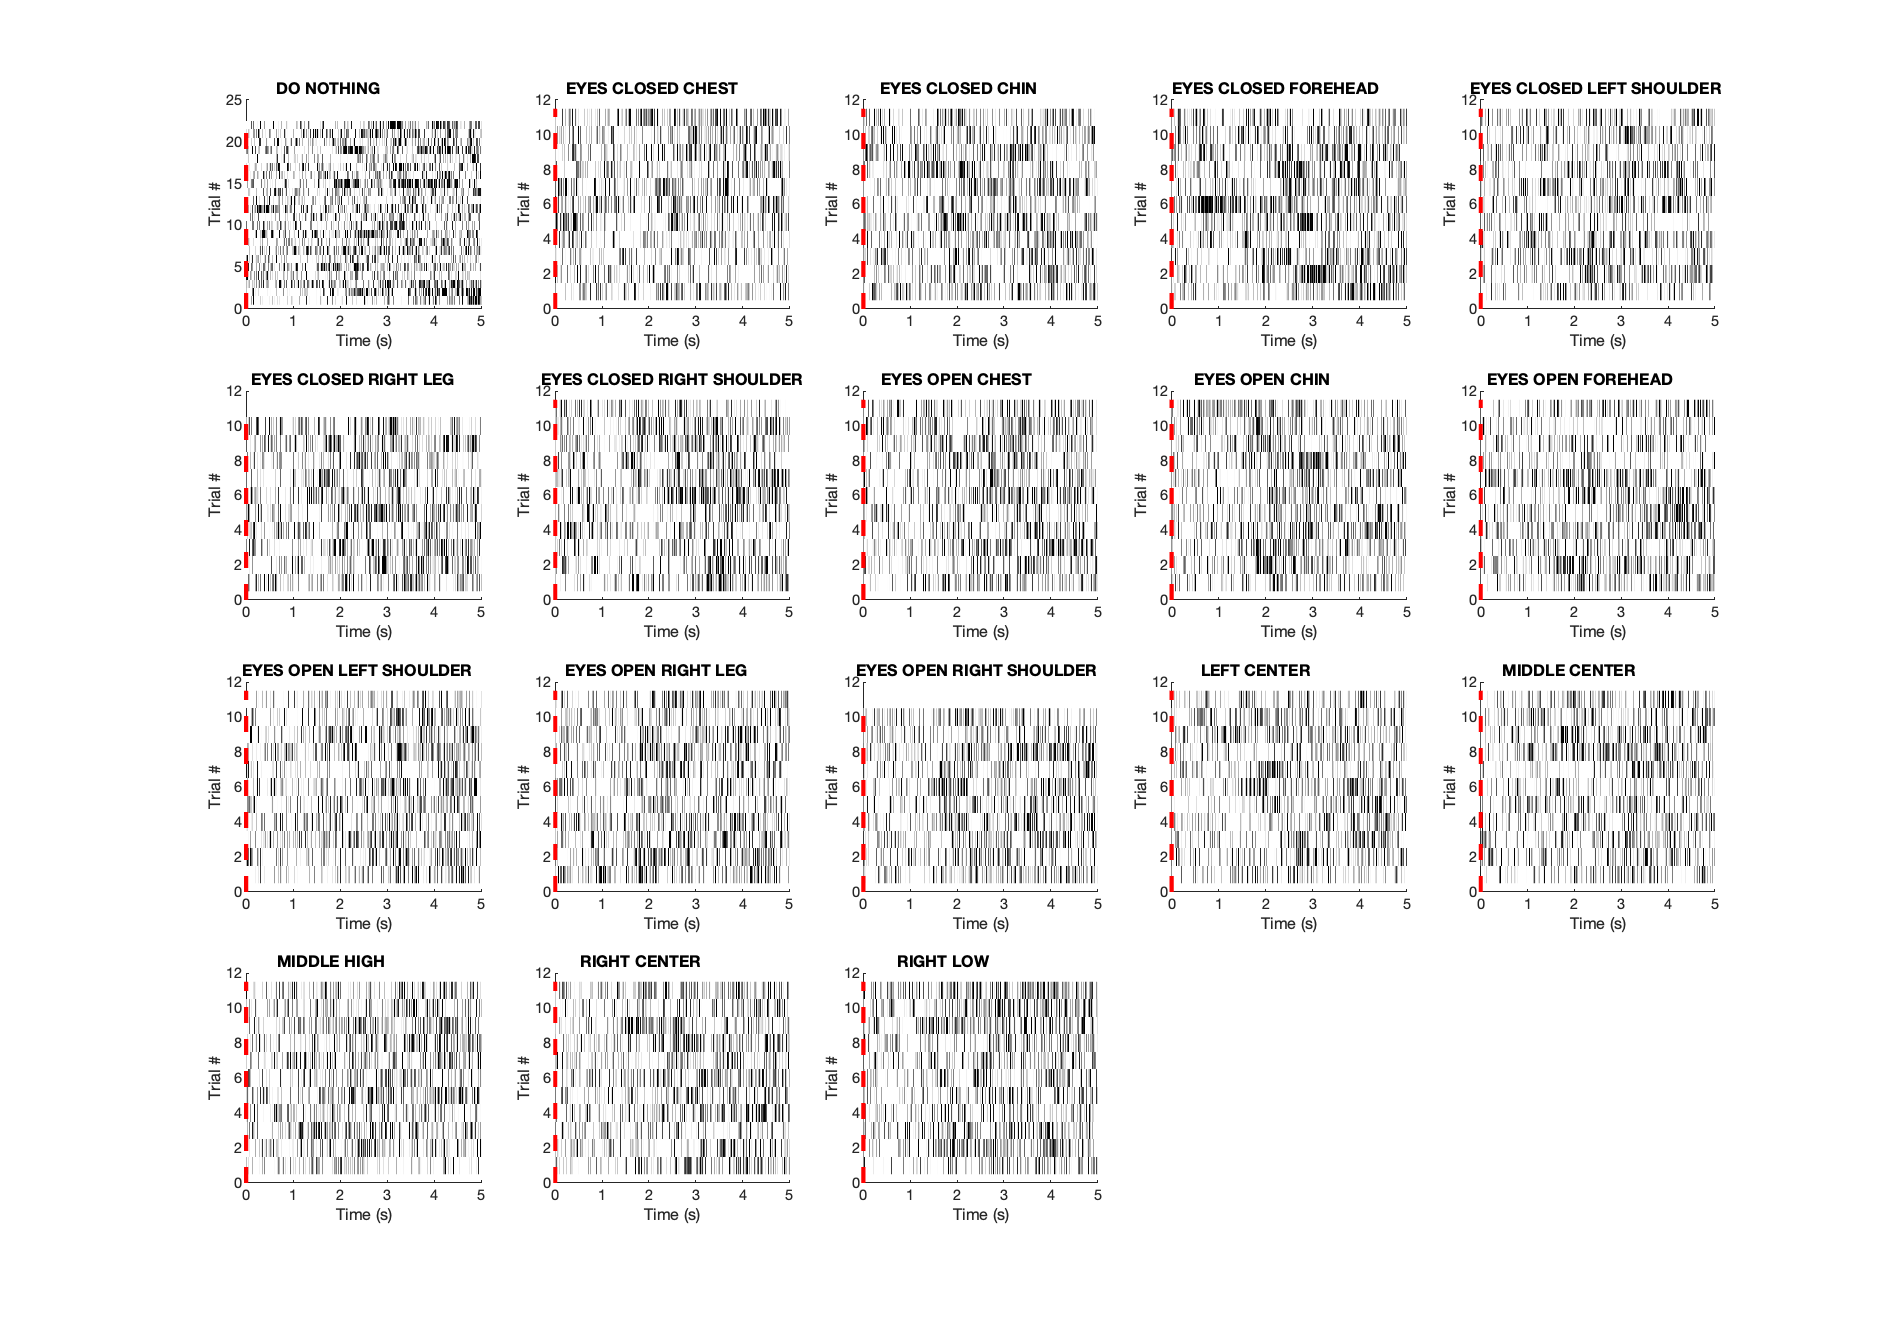 DO NOTHING
25
20
15
10
5
0
Trial #
0 1 2 3 4 5
Time (s)
EYES CLOSED CHEST
12
10
8
6
4
2
0
Trial #
0 1 2 3 4 5
Time (s)
EYES CLOSED CHIN
12
10
8
6
4
2
0
Trial #
0 1 2 3 4 5
Time (s)
EYES CLOSED FOREHEAD
12
10
8
6
4
2
0
Trial #
0 1 2 3 4 5
Time (s)
EYES CLOSED LEFT SHOULDER
12
10
8
6
4
2
0
Trial #
0 1 2 3 4 5
Time (s)
EYES CLOSED RIGHT LEG
12
10
8
6
4
2
0
Trial #
0 1 2 3 4 5
Time (s)
EYES CLOSED RIGHT SHOULDER
12
10
8
6
4
2
0
Trial #
0 1 2 3 4 5
Time (s)
EYES OPEN CHEST
12
10
8
6
4
2
0
Trial #
0 1 2 3 4 5
Time (s)
EYES OPEN CHIN
12
10
8
6
4
2
0
Trial #
0 1 2 3 4 5
Time (s)
EYES OPEN FOREHEAD
12
10
8
6
4
2
0
Trial #
0 1 2 3 4 5
Time (s)
EYES OPEN LEFT SHOULDER
12
10
8
6
4
2
0
Trial #
0 1 2 3 4 5
Time (s)
EYES OPEN RIGHT LEG
12
10
8
6
4
2
0
Trial #
0 1 2 3 4 5
Time (s)
EYES OPEN RIGHT SHOULDER
12
10
8
6
4
2
0
Trial #
0 1 2 3 4 5
Time (s)
LEFT CENTER
12
10
8
6
4
2
0
Trial #
0 1 2 3 4 5
Time (s)
MIDDLE CENTER
12
10
8
6
4
2
0
Trial #
0 1 2 3 4 5
Time (s)
MIDDLE HIGH
12
10
8
6
4
2
0
Trial #
0 1 2 3 4 5
Time (s)
RIGHT CENTER
12
10
8
6
4
2
0
Trial #
0 1 2 3 4 5
Time (s)
RIGHT LOW
12
10
8
6
4
2
0
Trial #
0 1 2 3 4 5
Time (s)